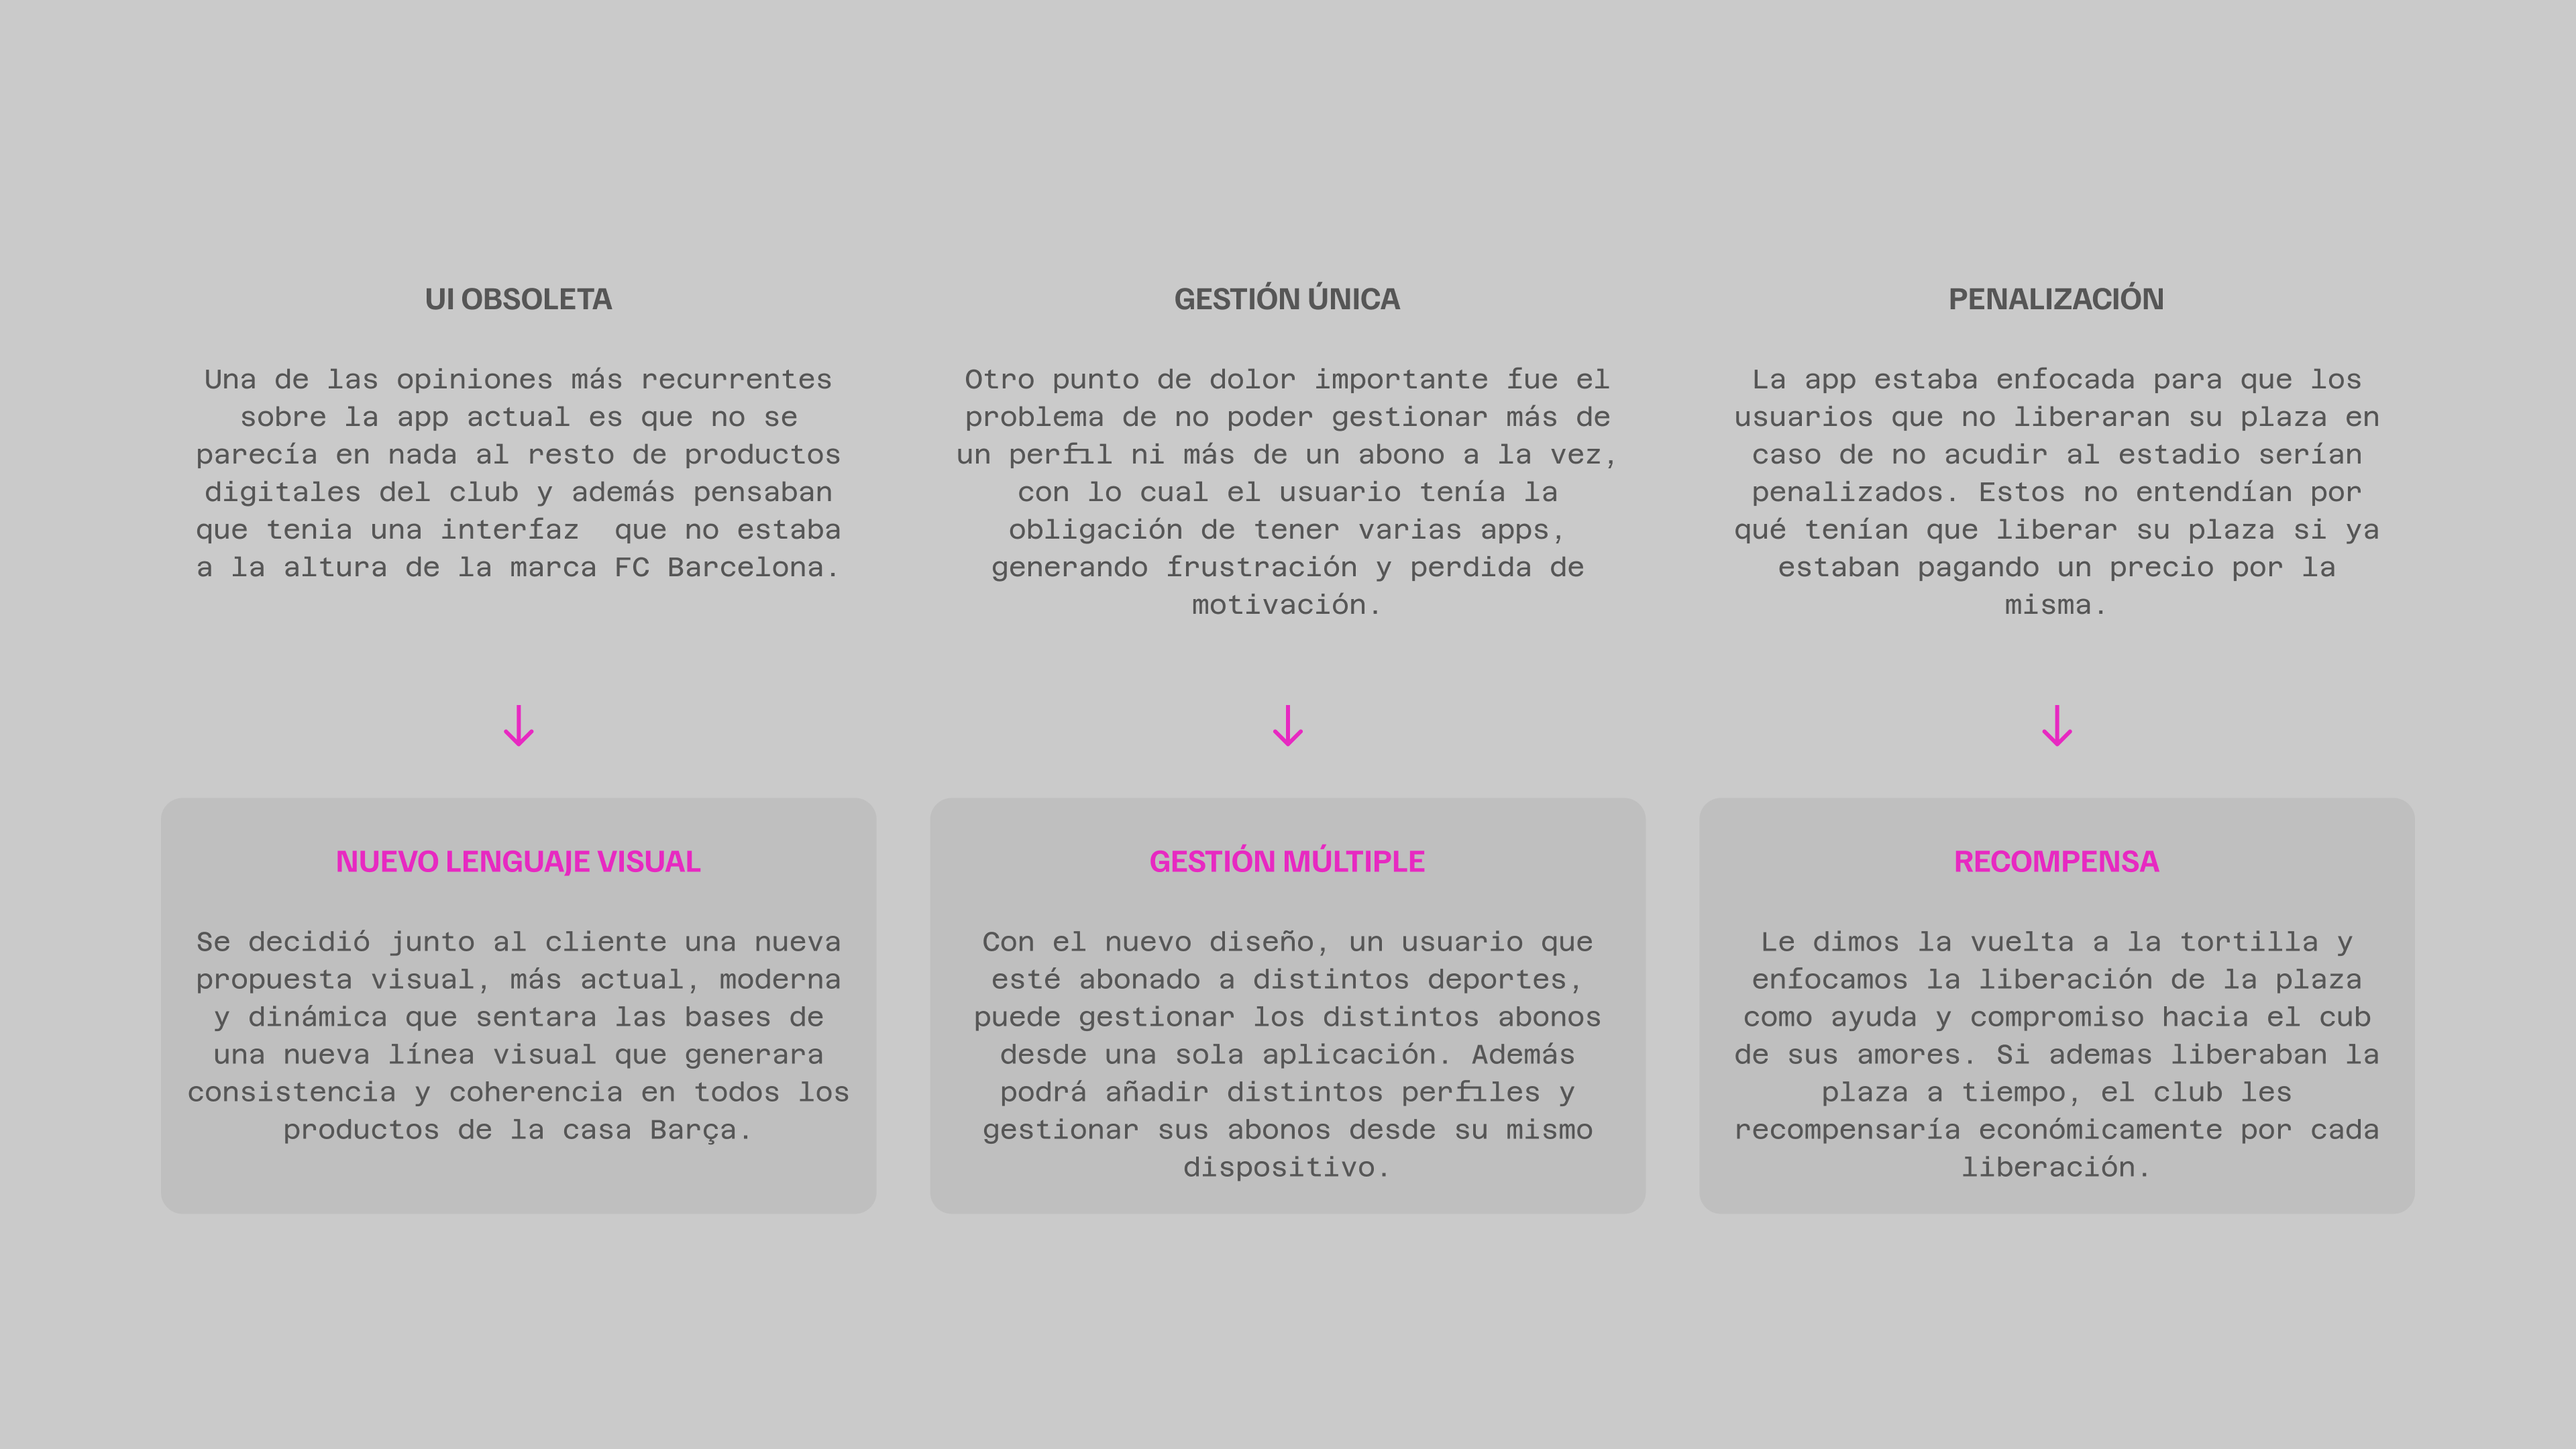 UI OBSOLETA
Una de las opiniones más recurrentes
sobre la app actual es que no se
parecía en nada al resto de productos
digitales del club y además pensaban
que tenia una interfaz  que no estaba
a la altura de la marca FC Barcelona.
GESTIÓN ÚNICA
Otro punto de dolor importante fue el
problema de no poder gestionar más de
un perfil ni más de un abono a la vez,
con lo cual el usuario tenía la
obligación de tener varias apps,
generando frustración y perdida de
motivación.
PENALIZACIÓN
La app estaba enfocada para que los
usuarios que no liberaran su plaza en
caso de no acudir al estadio serían
penalizados. Estos no entendían por
qué tenían que liberar su plaza si ya
estaban pagando un precio por la
misma.
NUEVO LENGUAJE VISUAL
Se decidió junto al cliente una nueva
propuesta visual, más actual, moderna
y dinámica que sentara las bases de
una nueva línea visual que generara
consistencia y coherencia en todos los
productos de la casa Barça.
GESTIÓN MÚLTIPLE
Con el nuevo diseño, un usuario que
esté abonado a distintos deportes,
puede gestionar los distintos abonos
desde una sola aplicación. Además
podrá añadir distintos perfiles y
gestionar sus abonos desde su mismo
dispositivo.
RECOMPENSA
Le dimos la vuelta a la tortilla y
enfocamos la liberación de la plaza
como ayuda y compromiso hacia el cub
de sus amores. Si ademas liberaban la
plaza a tiempo, el club les
recompensaría económicamente por cada
liberación.